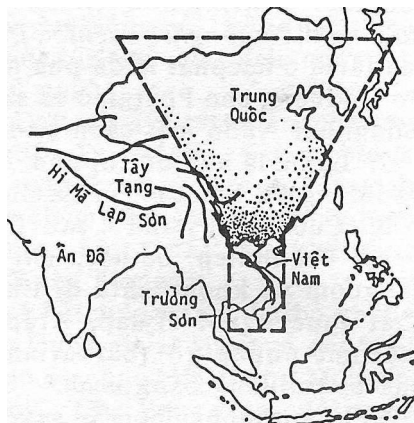 Trung
Quốc
Tây
Tạng
Hi Mã Lạp Sơn
Ấn Độ
Việt
Nam
Trường
Sơn